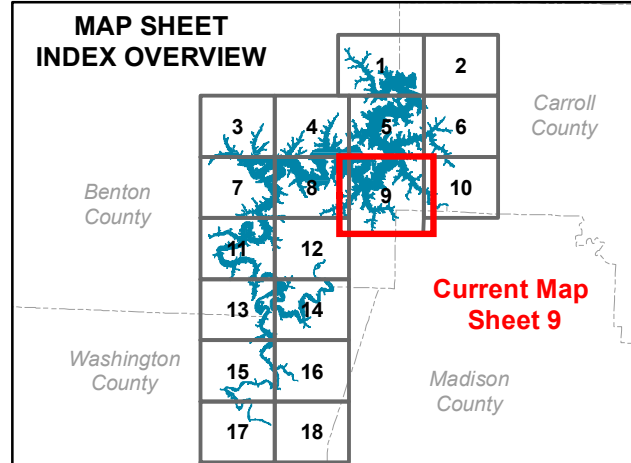 MAP SHEET
INDEX OVERVIEW
1
2
3
4
5
6
Carroll
County
7
8
9
10
Benton
County
11
12
Current Map
Sheet 9
13
14
Washington
County
15
16
Madison
County
17
18